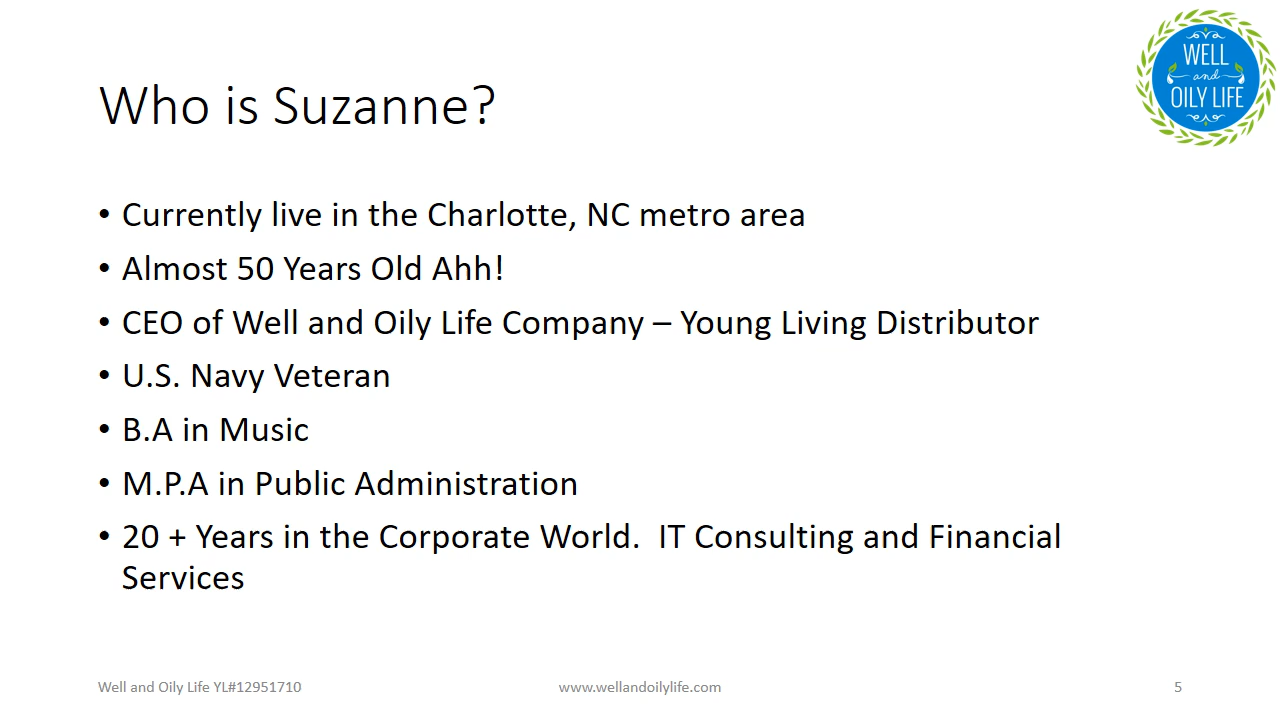 WELL
and
OILY LIFE
Who is Suzanne?
• Currently live in the Charlotte, NC metro area
• Almost 50 Years Old Ahh!
• CEO of Well and Oily Life Company – Young Living Distributor
• U.S. Navy Veteran
• B.A in Music
• M.P.A in Public Administration
• 20 + Years in the Corporate World.  IT Consulting and Financial
Services
Well and Oily Life YL#12951710
www.wellandoilylife.com
5